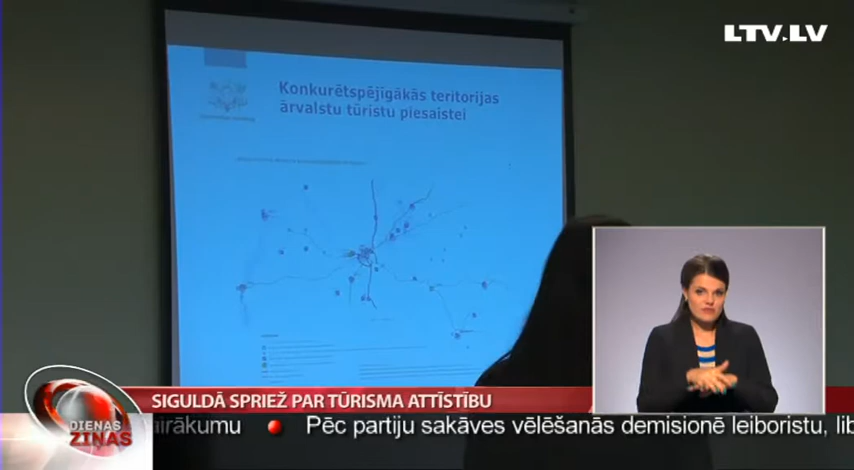 LTV.LV
Konkurētspējīgākās teritorijas
ārvalstu tūristu piesaistei
SIGULDĀ SPRIEŽ PAR TŪRISMA ATTĪSTĪBU
DIENAS
ZIŅAS
airākumu Pēc partiju sakāves vēlēšanās demisionē leiboristu, lib